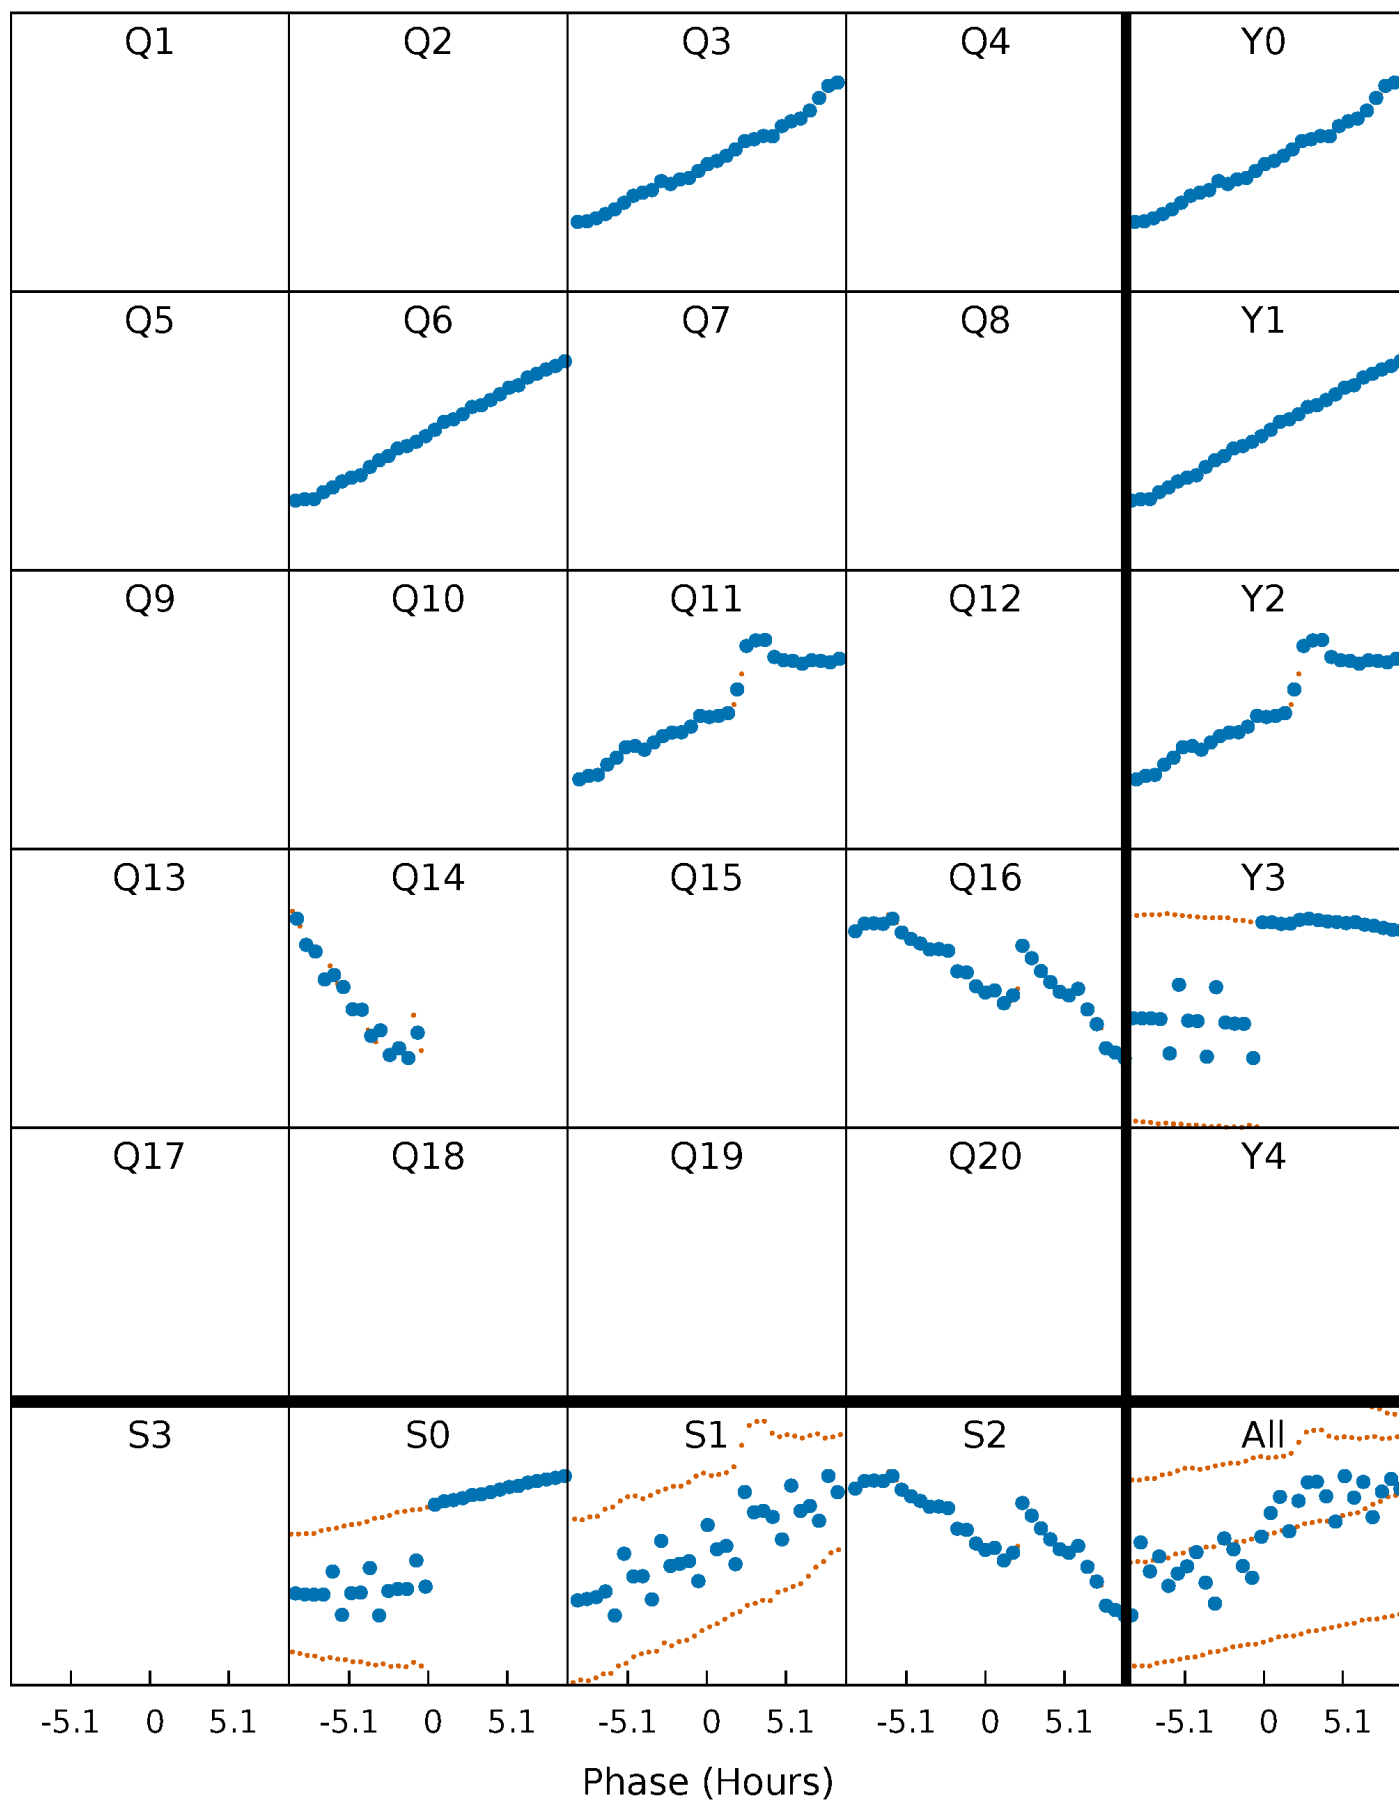 Q1 Q2 Q3 Q4 Y0
Q5 Q6 Q7 Q8 Y1
Q9 Q10 Q11 Q12 Y2
Q13 Q14 Q15 Q16 Y3
Q17 Q18 Q19 Q20 Y4
S3 S0 S1 S2 All
-5.1 0 5.1 -5.1 0 5.1 -5.1 0 5.1 -5.1 0 5.1 -5.1 0 5.1
Phase (Hours)